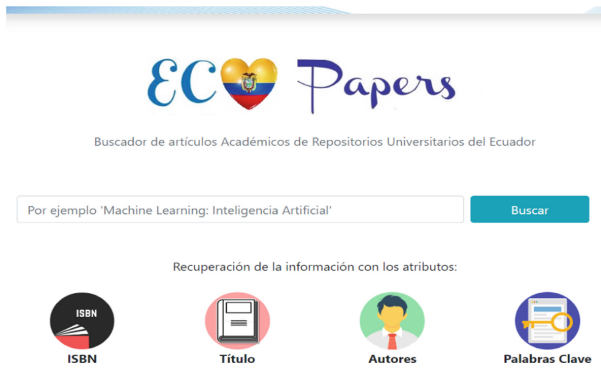 EC Papers
Buscador de artículos Académicos de Repositorios Universitarios del Ecuador
Por ejemplo 'Machine Learning: Inteligencia Artificial'
Buscar
Recuperación de la información con los atributos:
ISBN
ISBN
Título
Autores
Palabras Clave